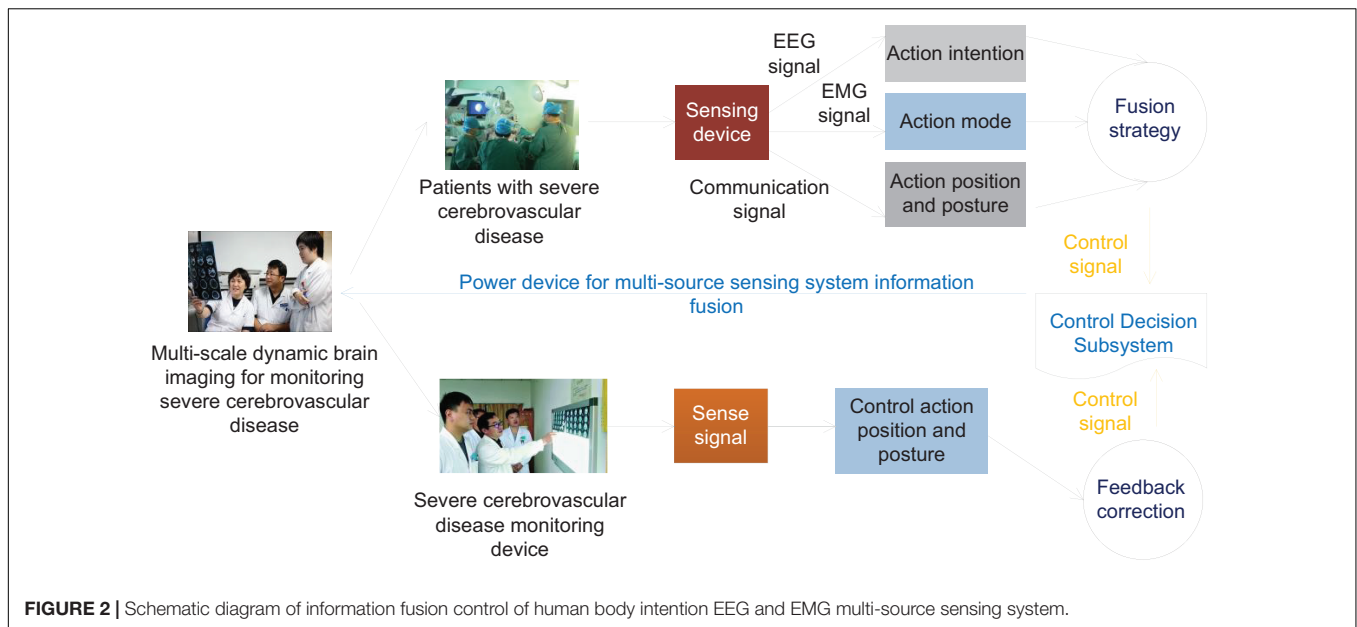 EEG
signal
Action intention
EMG
signal
Sensing
device
Action mode
Fusion
strategy
Communication
signal
Action position
and posture
Patients with severe
cerebrovascular
disease
Control
signal
Power device for multi-source sensing system information
fusion
Control Decision
Subsystem
Multi-scale dynamic brain
imaging for monitoring
severe cerebrovascular
disease
Sense
signal
Control action
position and
posture
Control
signal
Severe cerebrovascular
disease monitoring
device
Feedback
correction
FIGURE 2 | Schematic diagram of information fusion control of human body intention EEG and EMG multi-source sensing system.